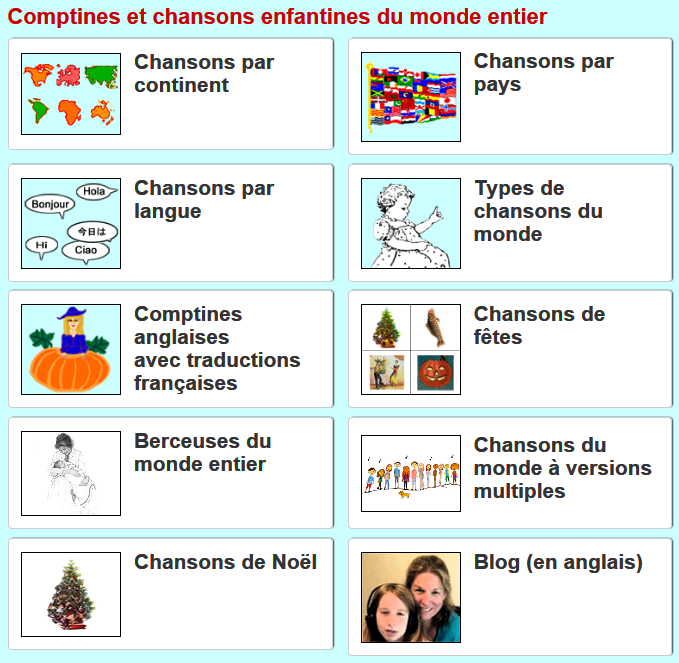 Comptines et chansons enfantines du monde entier
Chansons par
continent
Chansons par
pays
Hola
Bonjour
今日は
Hi
Ciao
Chansons par
langue
Types de
chansons du
monde
Comptines
anglaises
avec traductions
françaises
Chansons de
fêtes
Berceuses du
monde entier
Chansons du
monde à versions
multiples
Chansons de Noël
Blog (en anglais)